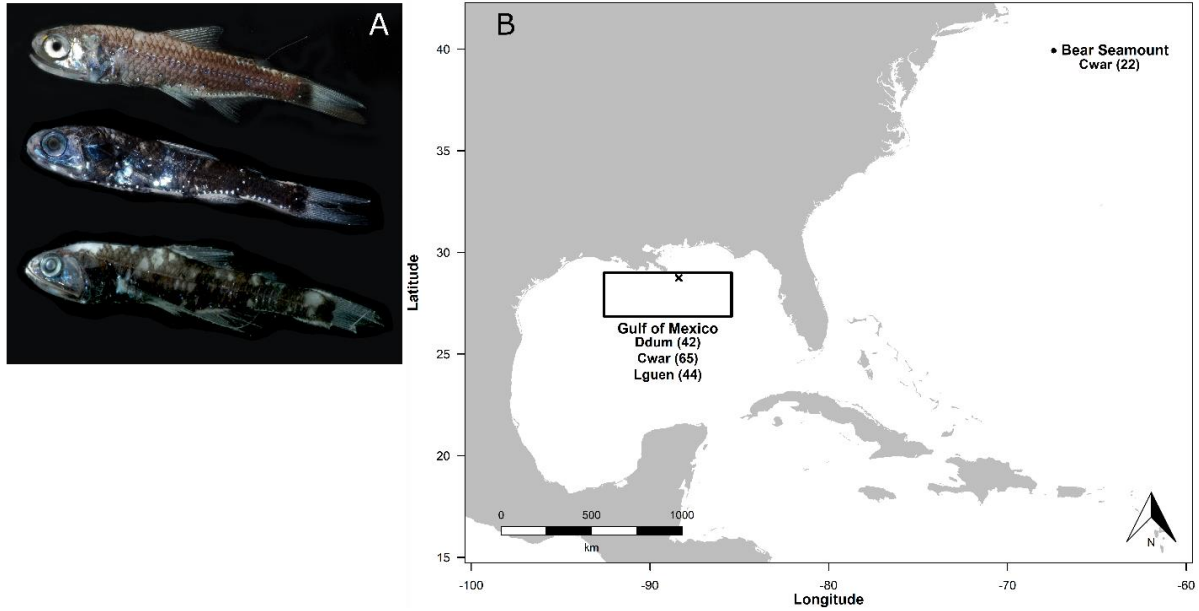 A
B
40
35
30
25
20
15
Latitude
Bear Seamount
Cwar (22)
×
Gulf of Mexico
Ddum (42)
Cwar (65)
Lguen (44)
0 500 1000
km
N
-100 -90 -80 -70 -60
Longitude